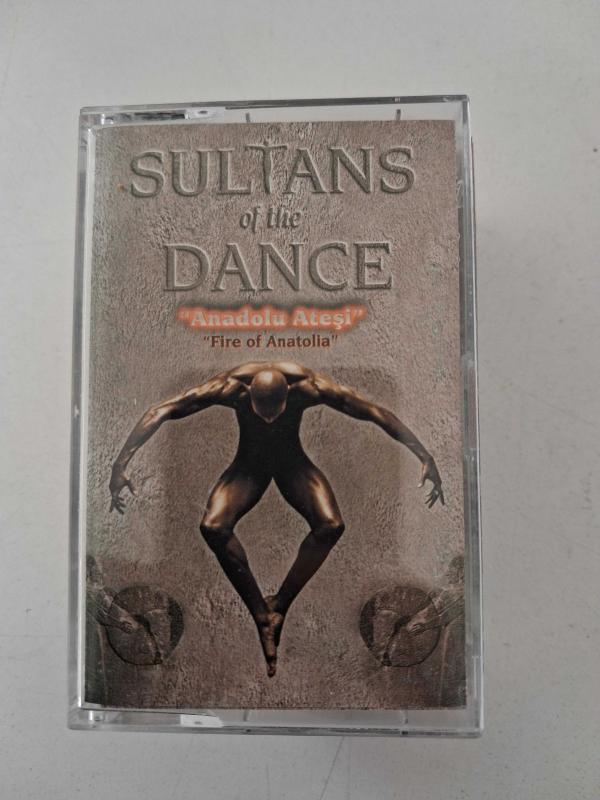 SULTANS
of the
DANCE
"Anadolu Ateşi"
"Fire of Anatolia"